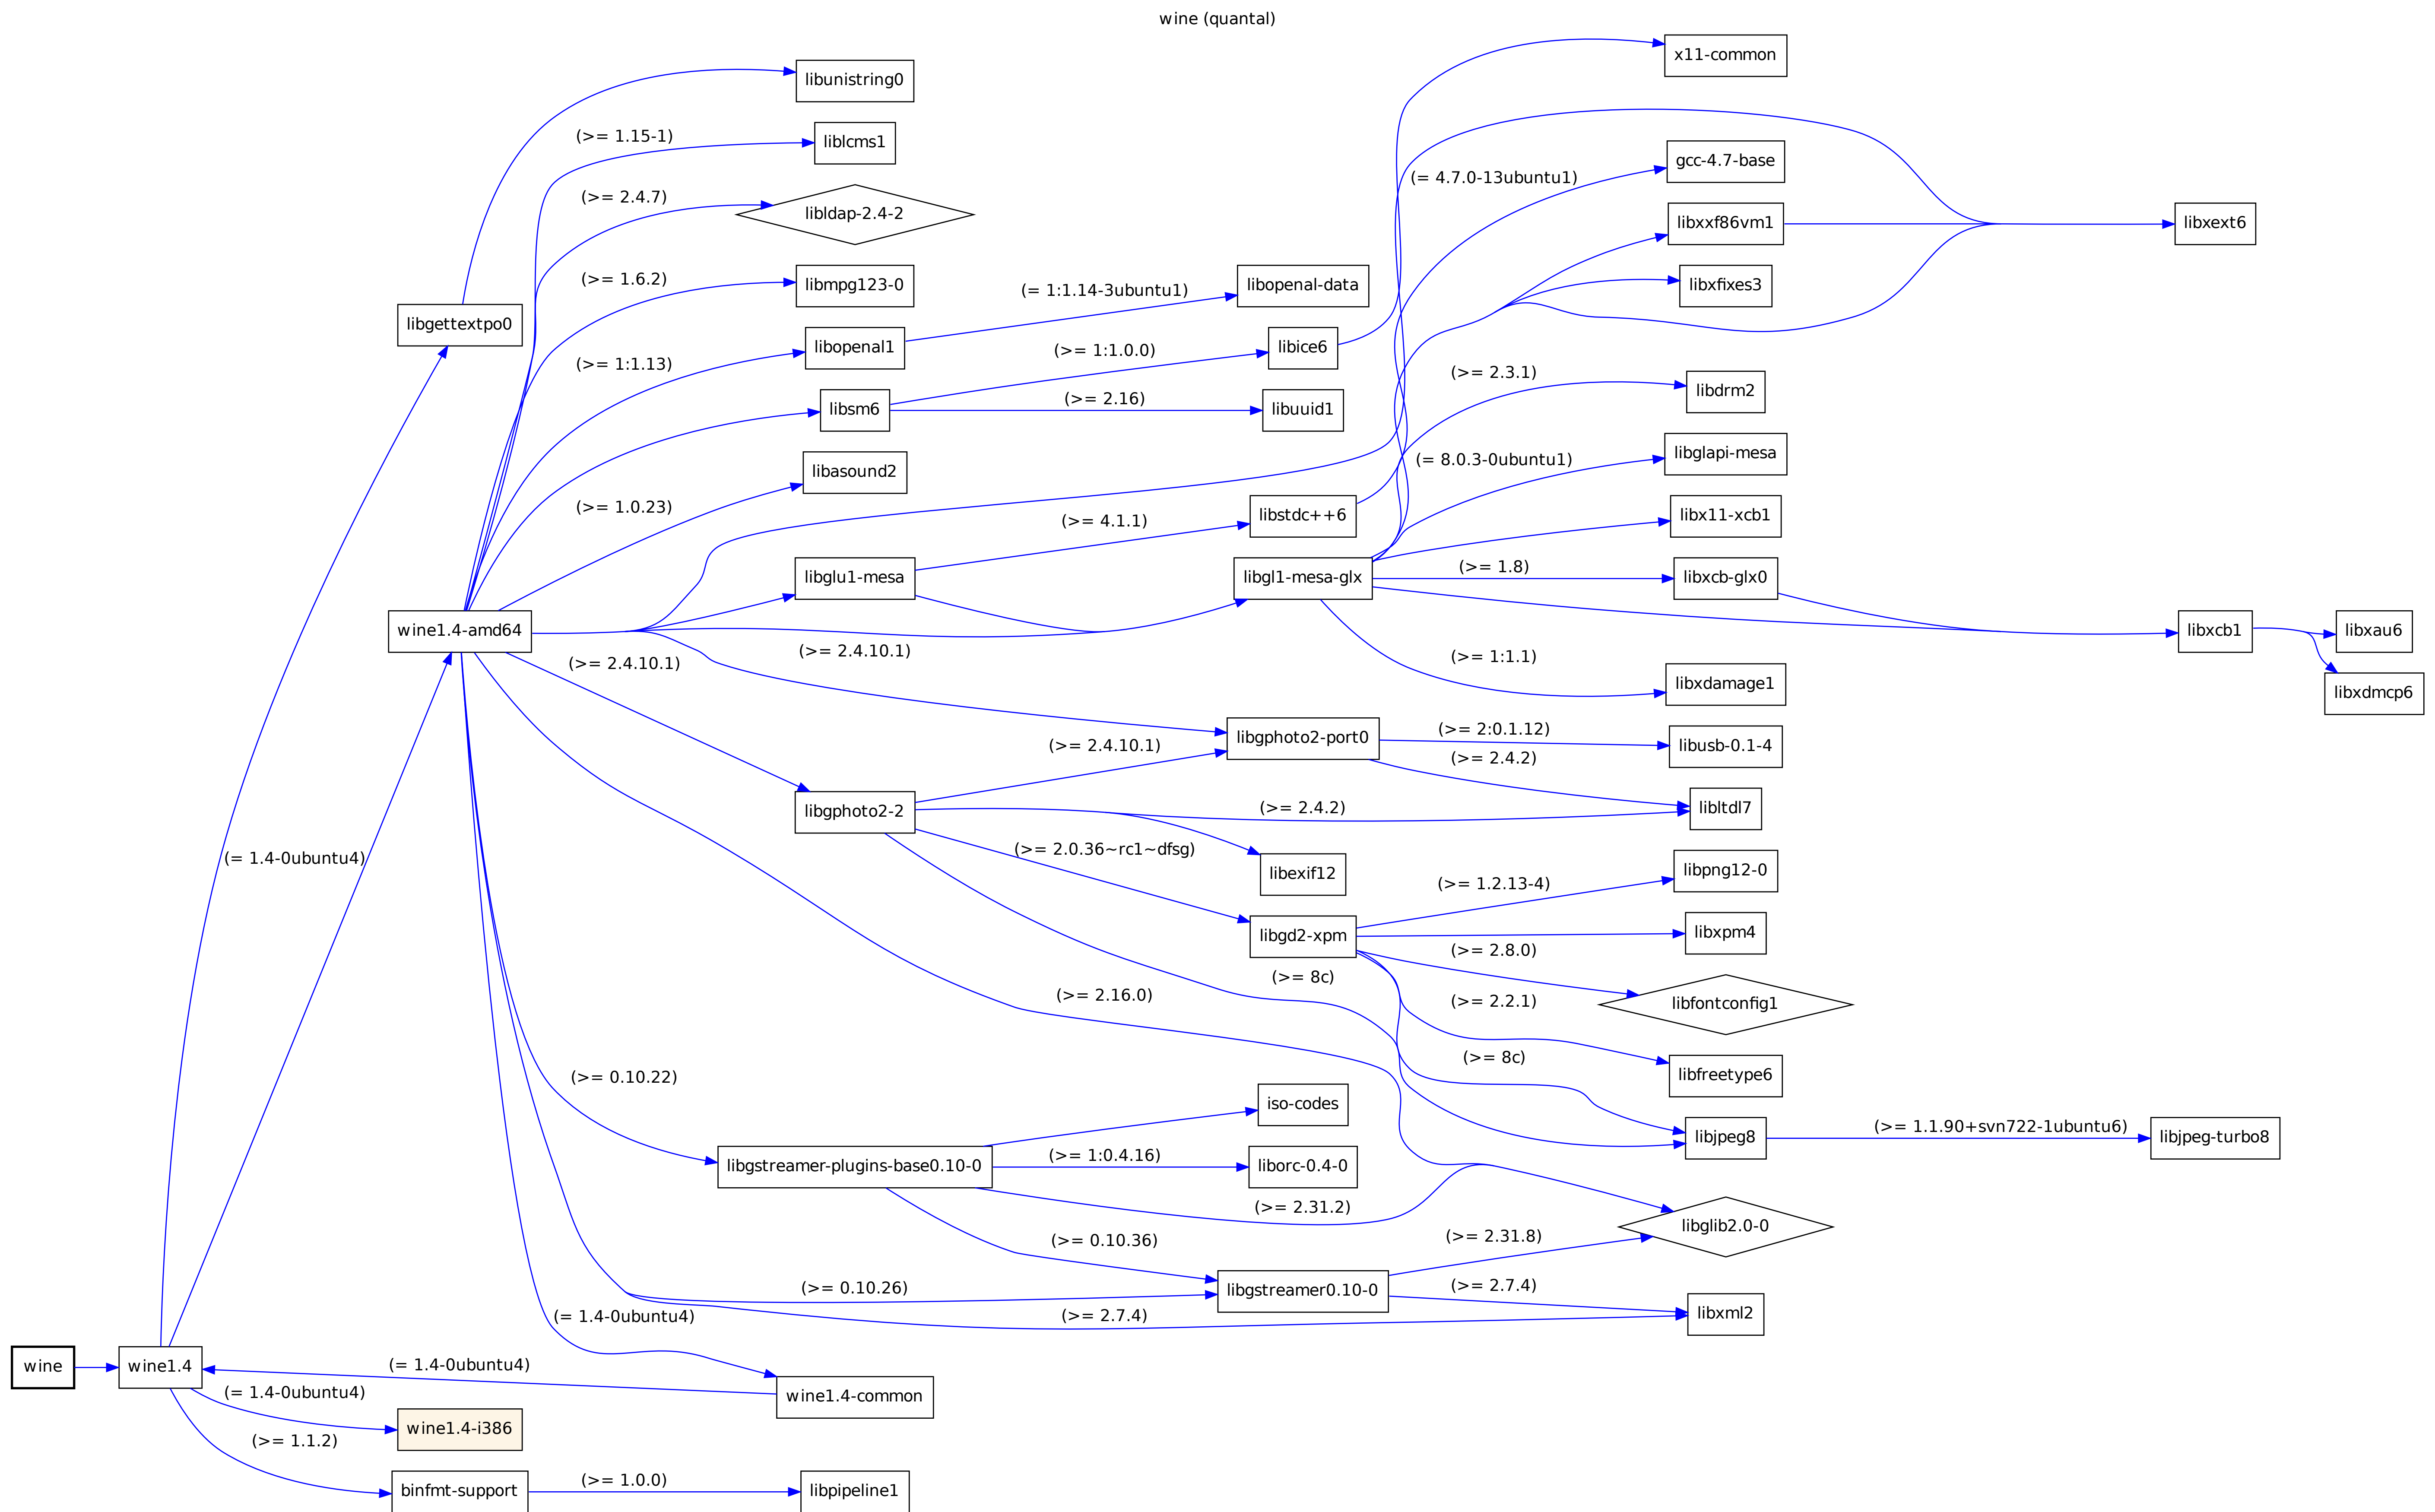 wine (quantal)
x11-common
libunistring0
(>= 1.15-1)
liblcms1
gcc-4.7-base
(= 4.7.0-13ubuntu1)
(>= 2.4.7)
libldap-2.4-2
libxxf86vm1
libxext6
(>= 1.6.2)
libmpg123-0
(= 1:1.14-3ubuntu1)
libopenal-data
libxfixes3
libgettextpo0
(>= 1:1.13)
libopenal1
(>= 1:1.0.0)
libice6
(>= 2.3.1)
libdrm2
libsm6
(>= 2.16)
libuuid1
libasound2
(= 8.0.3-0ubuntu1)
libglapi-mesa
(>= 1.0.23)
(>= 4.1.1)
libstdc++6
libx11-xcb1
libglu1-mesa
libgl1-mesa-glx
(>= 1.8)
libxcb-glx0
wine1.4-amd64
libxcb1
libxau6
(>= 2.4.10.1)
(>= 2.4.10.1)
(>= 1:1.1)
libxdamage1
libxdmcp6
(>= 2.4.10.1)
libgphoto2-port0
(>= 2:0.1.12)
libusb-0.1-4
(>= 2.4.2)
libgphoto2-2
(>= 2.4.2)
libltdl7
(= 1.4-0ubuntu4)
(>= 2.0.36~rc1~dfsg)
libexif12
(>= 1.2.13-4)
libpng12-0
libgd2-xpm
libxpm4
(>= 2.8.0)
(>= 8c)
(>= 2.16.0)
(>= 2.2.1)
libfontconfig1
(>= 8c)
libfreetype6
(>= 0.10.22)
iso-codes
libjpeg8
(>= 1.1.90+svn722-1ubuntu6)
libjpeg-turbo8
libgstreamer-plugins-base0.10-0
(>= 1:0.4.16)
liborc-0.4-0
(>= 2.31.2)
libglib2.0-0
(>= 0.10.36)
(>= 2.31.8)
(>= 0.10.26)
libgstreamer0.10-0
(>= 2.7.4)
(= 1.4-0ubuntu4)
(>= 2.7.4)
libxml2
wine
wine1.4
(= 1.4-0ubuntu4)
wine1.4-common
(= 1.4-0ubuntu4)
wine1.4-i386
(>= 1.1.2)
binfmt-support
(>= 1.0.0)
libpipeline1